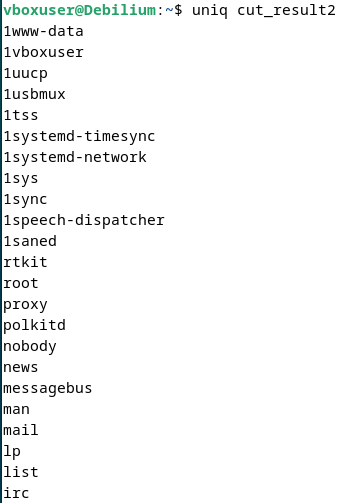 vboxuser@Debilium:~$ uniq cut_result2
1www-data
1vboxuser
1uucp
1usbmux
1tss
1systemd-timesync
1systemd-network
1sys
1sync
1speech-dispatcher
1saned
rtkit
root
proxy
polkitd
nobody
news
messagebus
man
mail
lp
list
irc